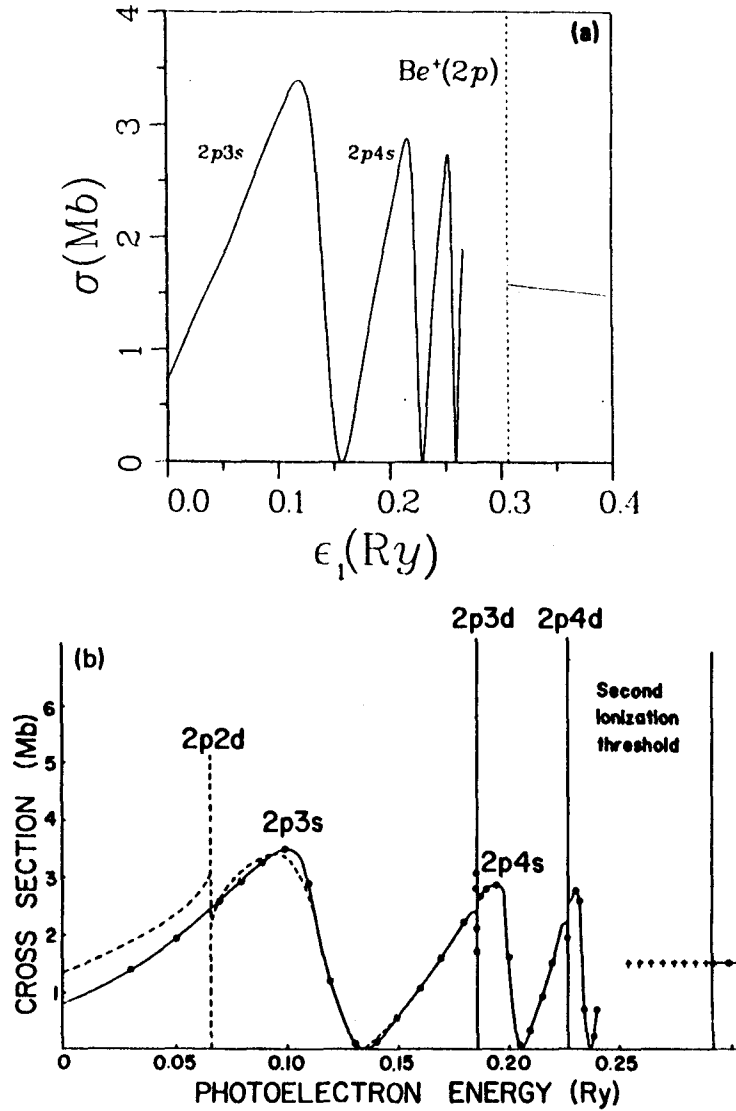 4
(a)
Be⁺(2p)
3
2p3s
2p4s
σ(Mb)
2
1
0
0.0 0.1 0.2 0.3 0.4
ϵ₁(Ry)
2p3d 2p4d
(b)
Second
ionization
threshold
6
2p2d
5
4
2p3s
3
2p4s
2
1
CROSS SECTION (Mb)
0 0.05 0.10 0.15 0.20 0.25
PHOTOELECTRON ENERGY (Ry)